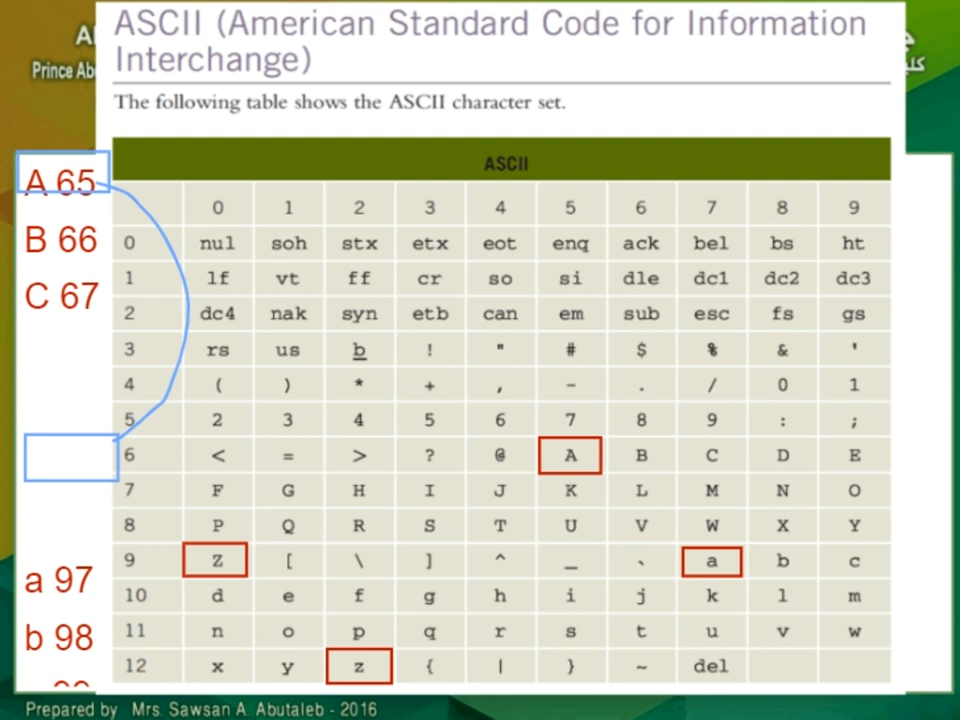 ASCII (American Standard Code for Information
Interchange)
Prince Ab
The following table shows the ASCII character set.
ASCII
A 65
B 66
C 67
a 97
b 98
0 1 2 3 4 5 6 7 8 9
0 nul soh stx etx eot enq ack bel bs ht
1 lf vt ff cr so si dle dc1 dc2 dc3
2 dc4 nak syn etb can em sub esc fs gs
3 rs us b ! " # $ % & '
4 ( ) * + , - . / 0 1
5 2 3 4 5 6 7 8 9 : ;
6 < = > ? @ A B C D E
7 F G H I J K L M N O
8 P Q R S T U V W X Y
9 Z [ \ ] ^ _ ` a b c
10 d e f g h i j k l m
11 n o p q r s t u v w
12 x y z { | } ~ del
Prepared by Mrs. Sawsan A. Abutaleb - 2016